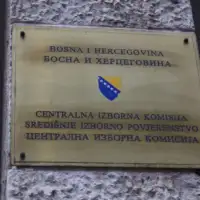 BOSNA I HERCEGOVINA
БОСНА И ХЕРЦЕГОВИНА
CENTRALNA IZBORNA KOMISIJA
SREDIŠNJE IZBORNO POVJERENSTVO
ЦЕНТРАЛНА ИЗБОРНА КОМИСИЈА